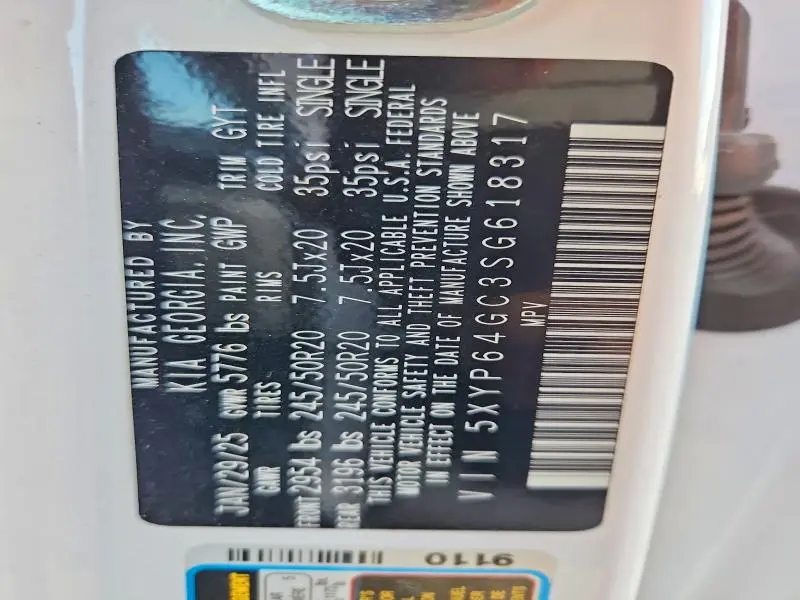 MANUFACTURED BY
KIA GEORGIA, INC.
JAN/29/25 GVWR 5776 lbs PAINT GWP TRIM GYT
GAWR TIRES RIMS COLD TIRE INFL
FRONT 2954 lbs 245/50R20 7.5Jx20 35psi SINGLE
REAR 3196 lbs 245/50R20 7.5Jx20 35psi SINGLE
THIS VEHICLE CONFORMS TO ALL APPLICABLE U.S.A. FEDERAL
MOTOR VEHICLE SAFETY AND THEFT PREVENTION STANDARDS
IN EFFECT ON THE DATE OF MANUFACTURE SHOWN ABOVE
VIN 5XYP64GC3SG618317
MPV
9110